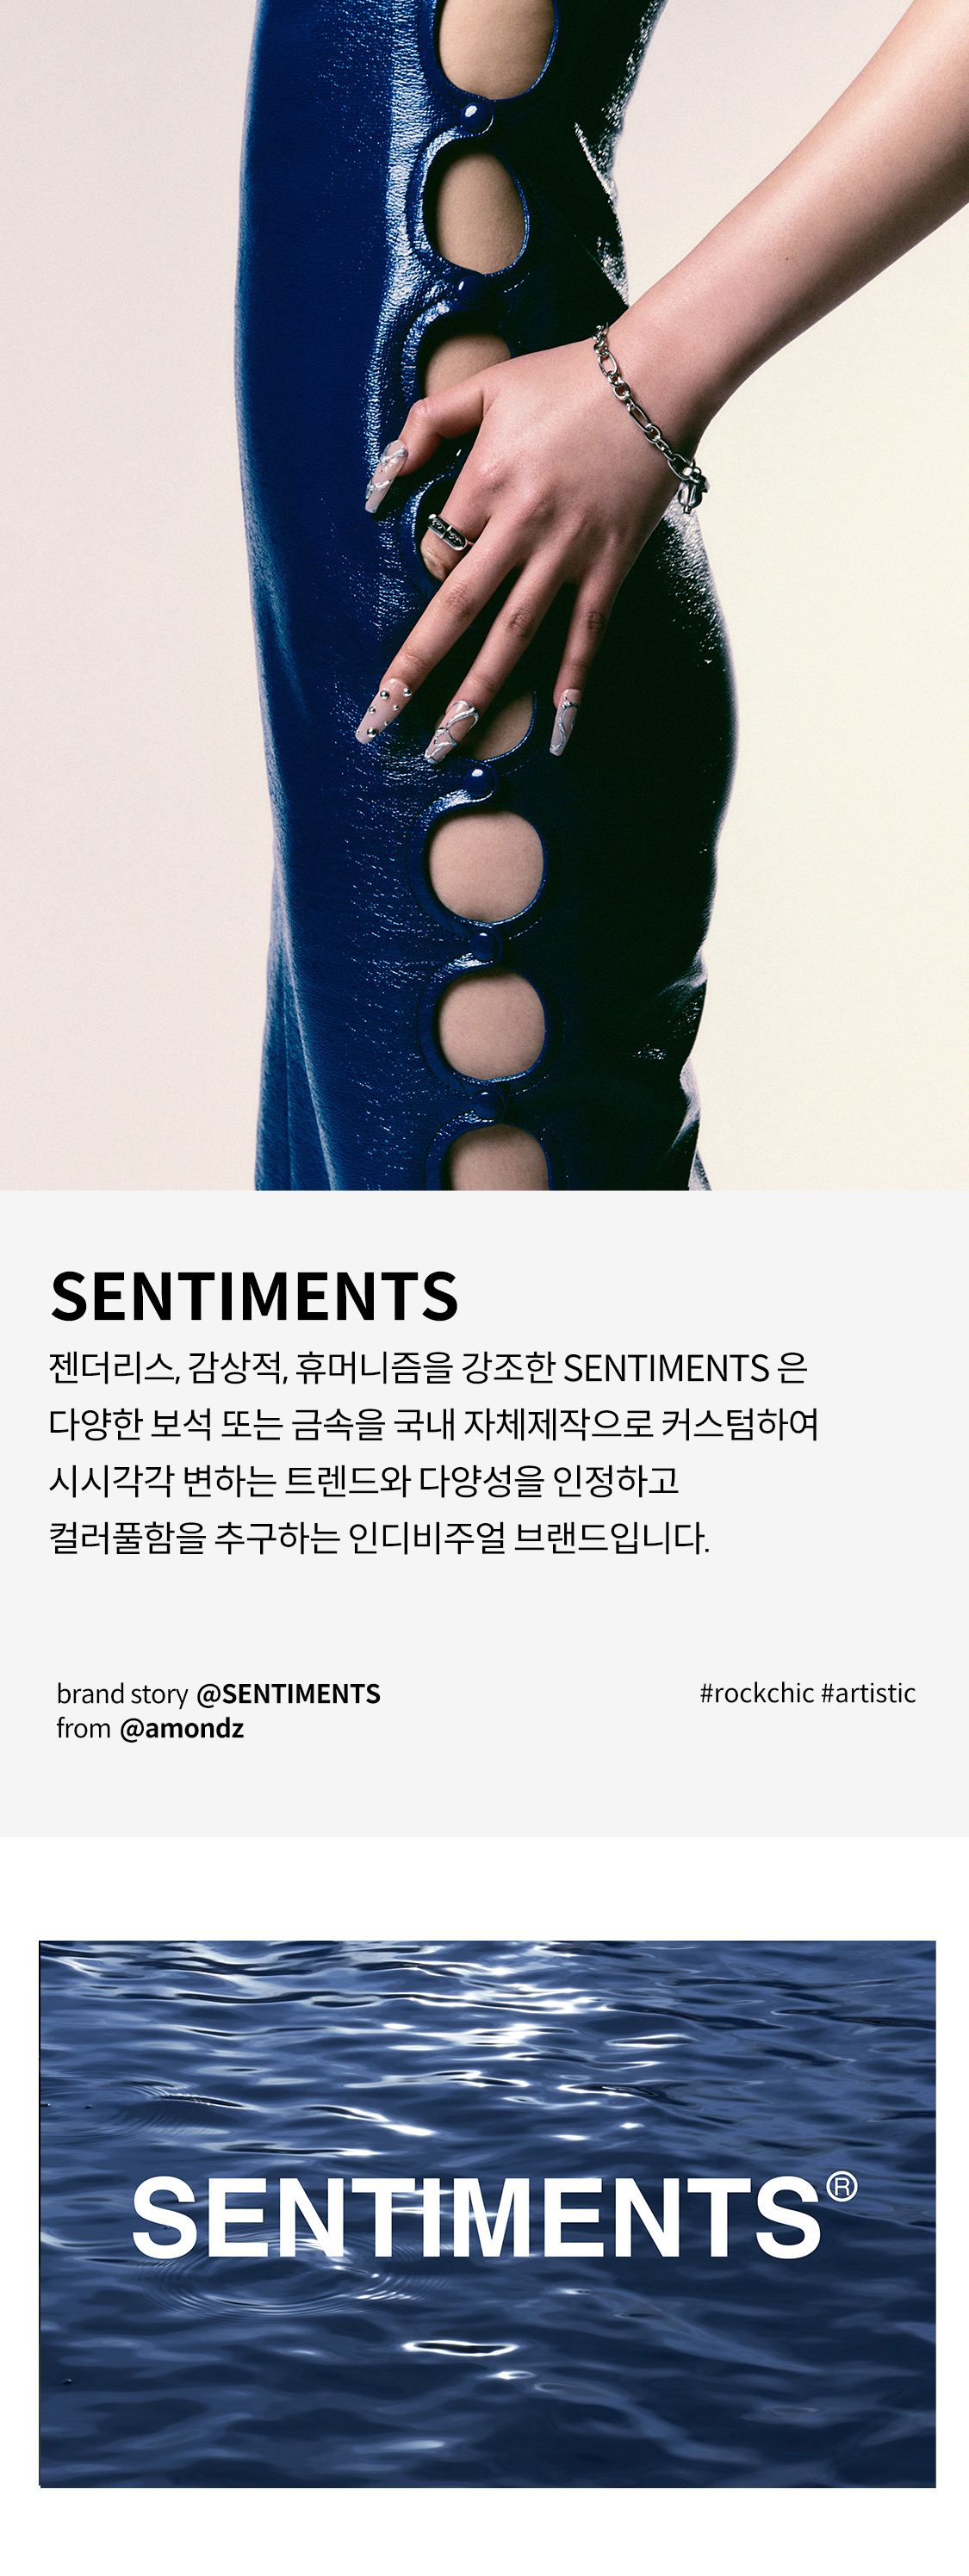 SENTIMENTS
젠더리스, 감상적, 휴머니즘을 강조한 SENTIMENTS 은
다양한 보석 또는 금속을 국내 자체제작으로 커스텀하여
시시각각 변하는 트렌드와 다양성을 인정하고
컬러풀함을 추구하는 인디비주얼 브랜드입니다.
brand story @SENTIMENTS
#rockchic #artistic
from @amondz
SENTIMENTS®